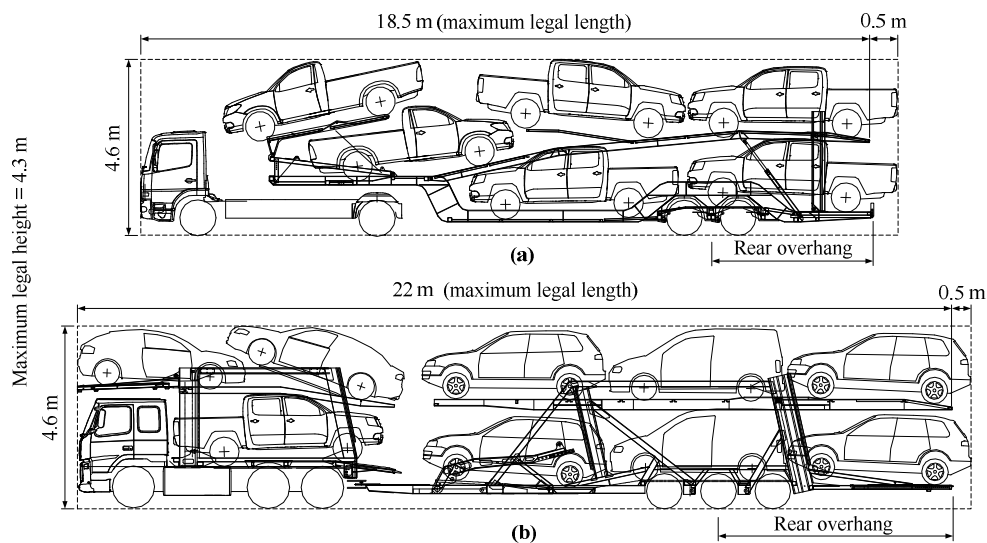 18.5 m (maximum legal length)
0.5 m
4.6 m
Maximum legal height = 4.3 m
Rear overhang
(a)
22 m (maximum legal length)
0.5 m
4.6 m
Rear overhang
(b)